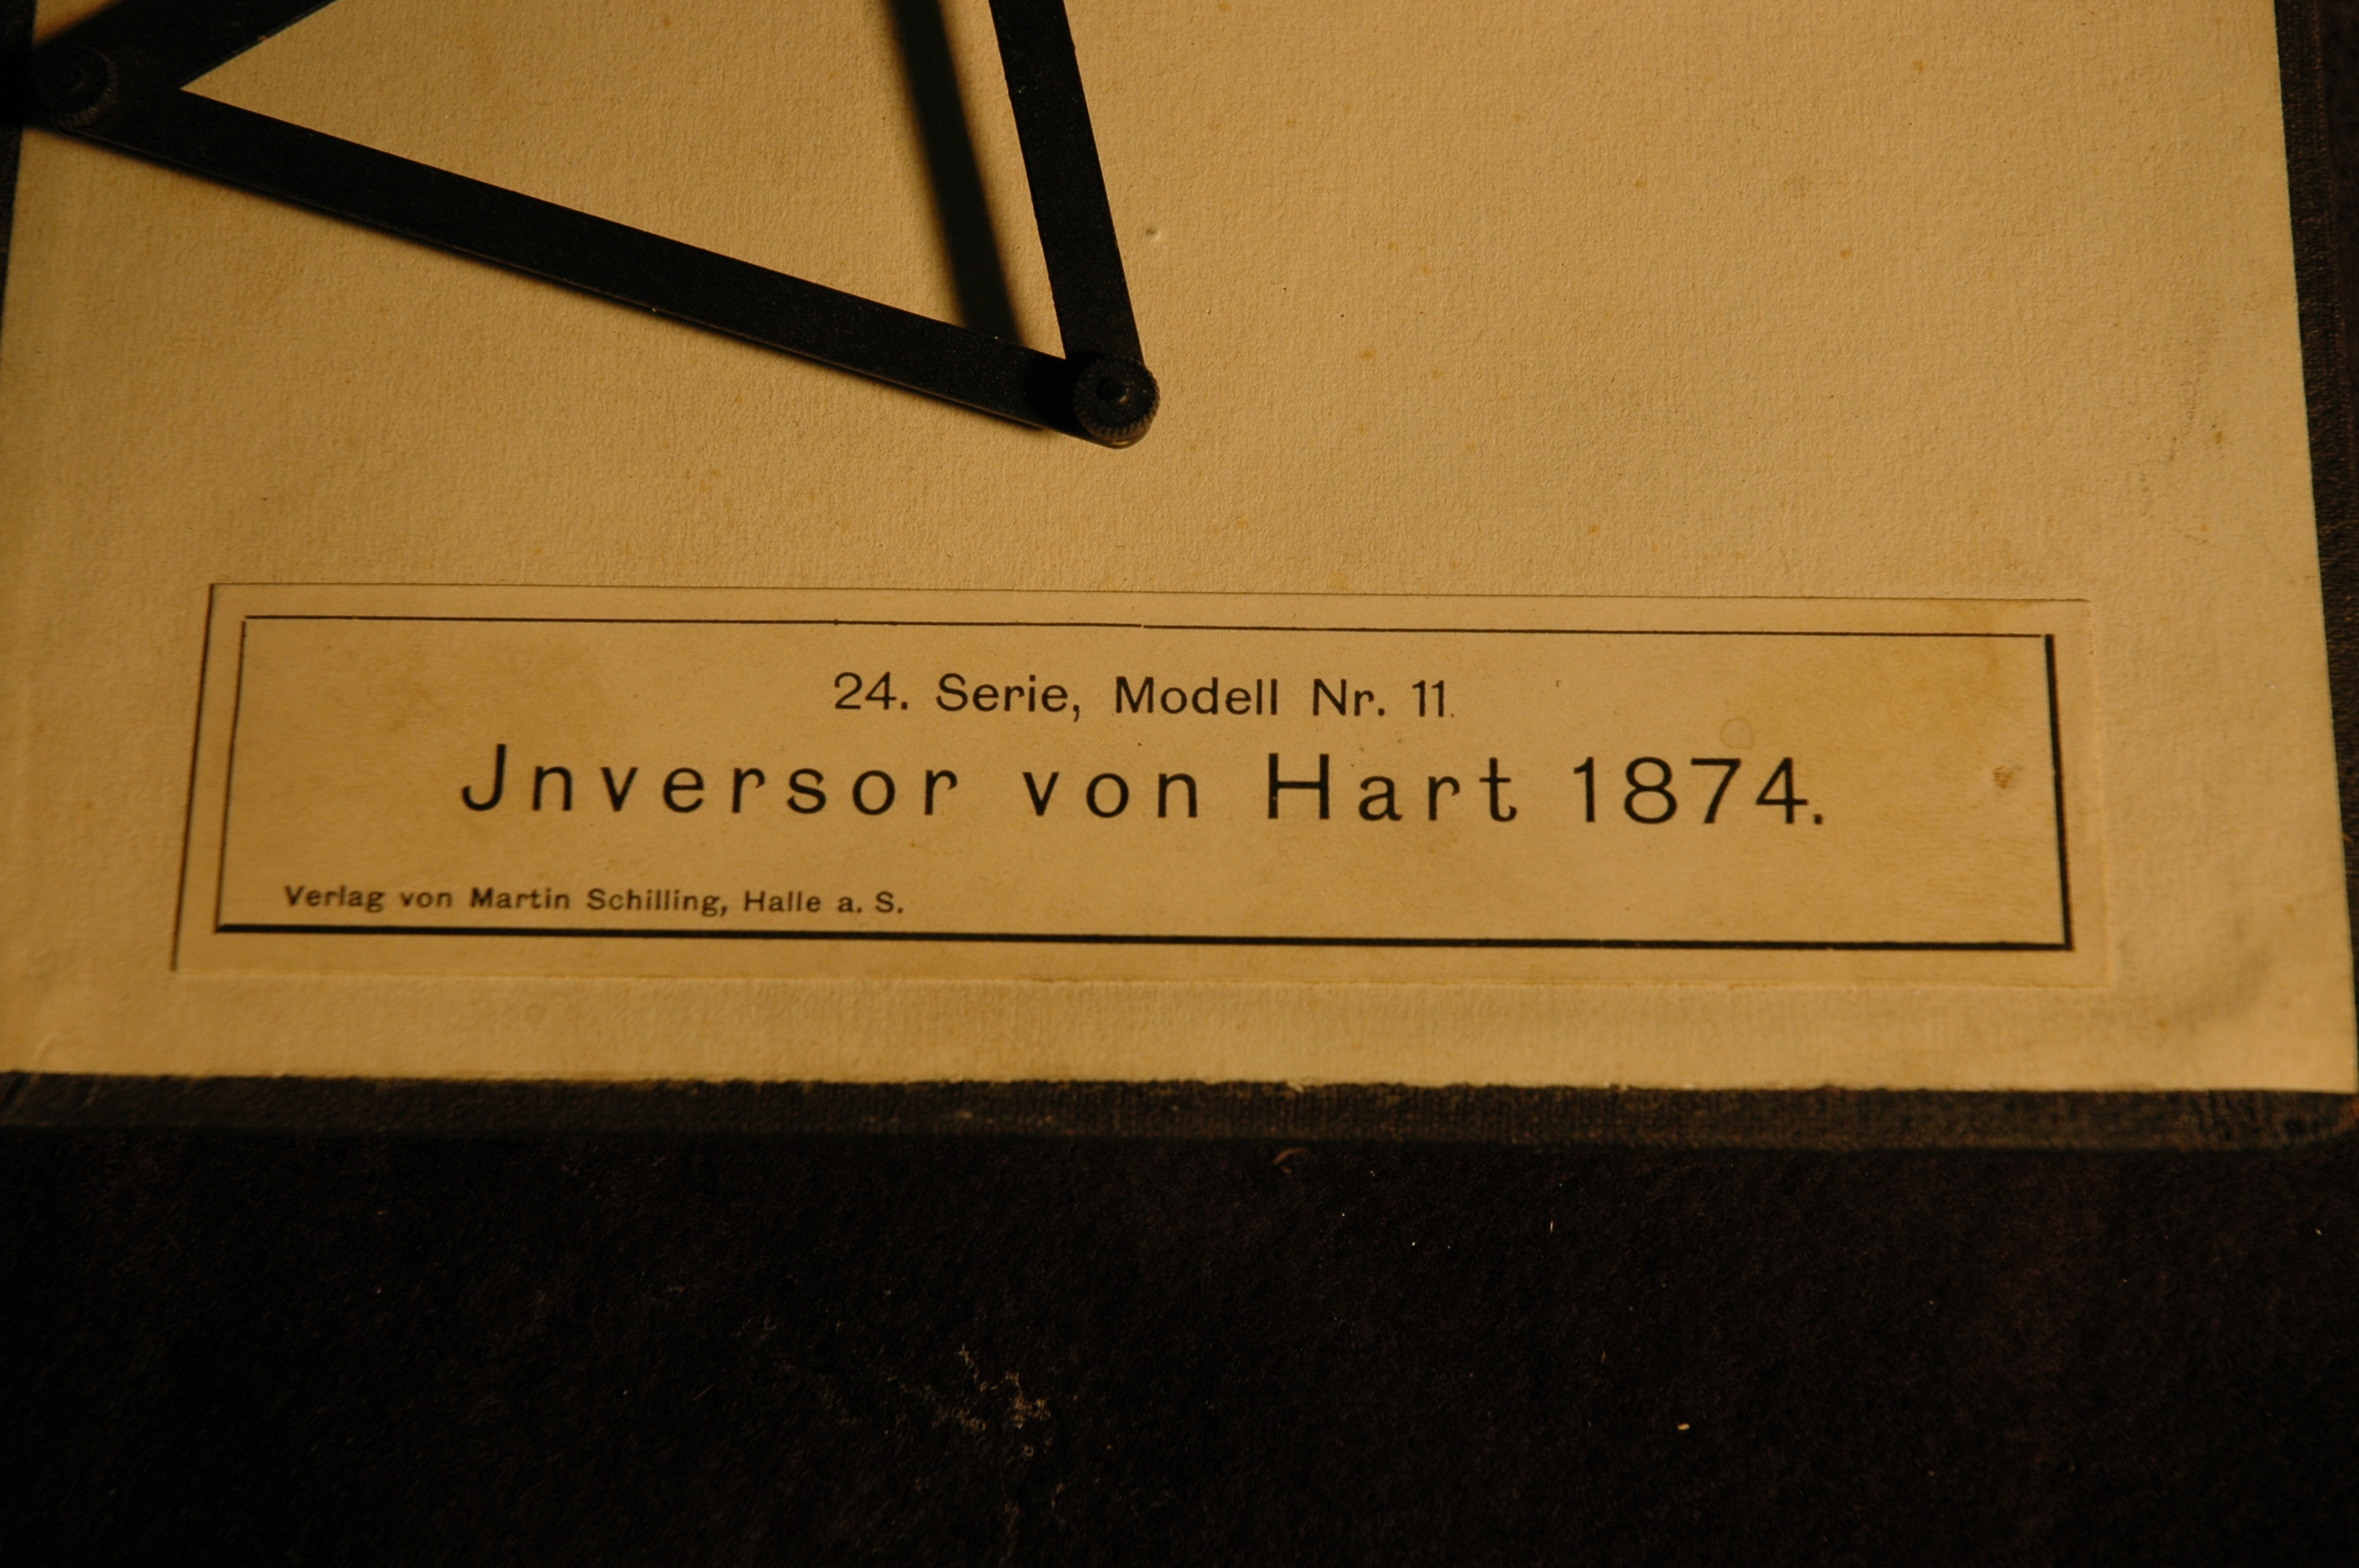 24. Serie, Modell Nr. 11.
Jnversor von Hart 1874.
Verlag von Martin Schilling, Halle a. S.